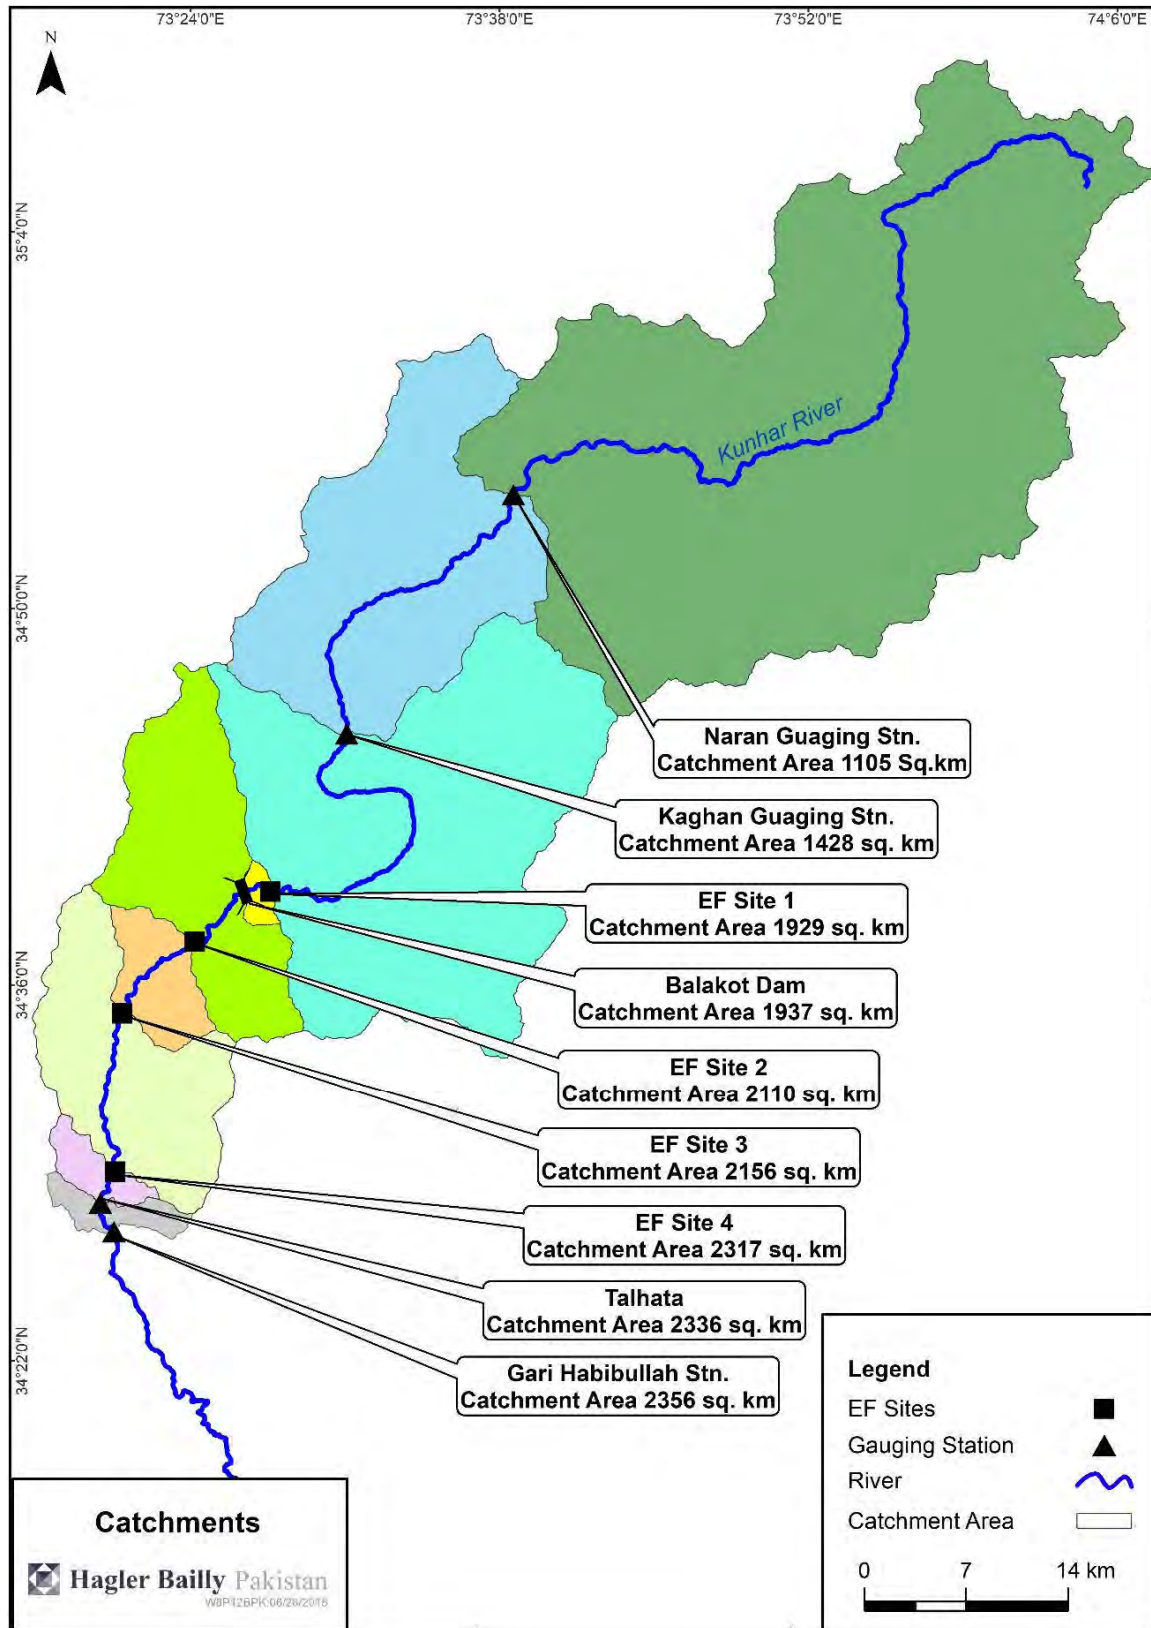 73°24'0"E
73°38'0"E
73°52'0"E
74°6'0"E
N
35°4'0"N
Kunhar River
34°50'0"N
Naran Guaging Stn.
Catchment Area 1105 Sq.km
Kaghan Guaging Stn.
Catchment Area 1428 sq. km
EF Site 1
Catchment Area 1929 sq. km
Balakot Dam
Catchment Area 1937 sq. km
34°36'0"N
EF Site 2
Catchment Area 2110 sq. km
EF Site 3
Catchment Area 2156 sq. km
EF Site 4
Catchment Area 2317 sq. km
Talhata
Catchment Area 2336 sq. km
34°22'0"N
Gari Habibullah Stn.
Catchment Area 2356 sq. km
Legend
EF Sites
Gauging Station
River
Catchment Area
0 7 14 km
Catchments
Hagler Bailly Pakistan